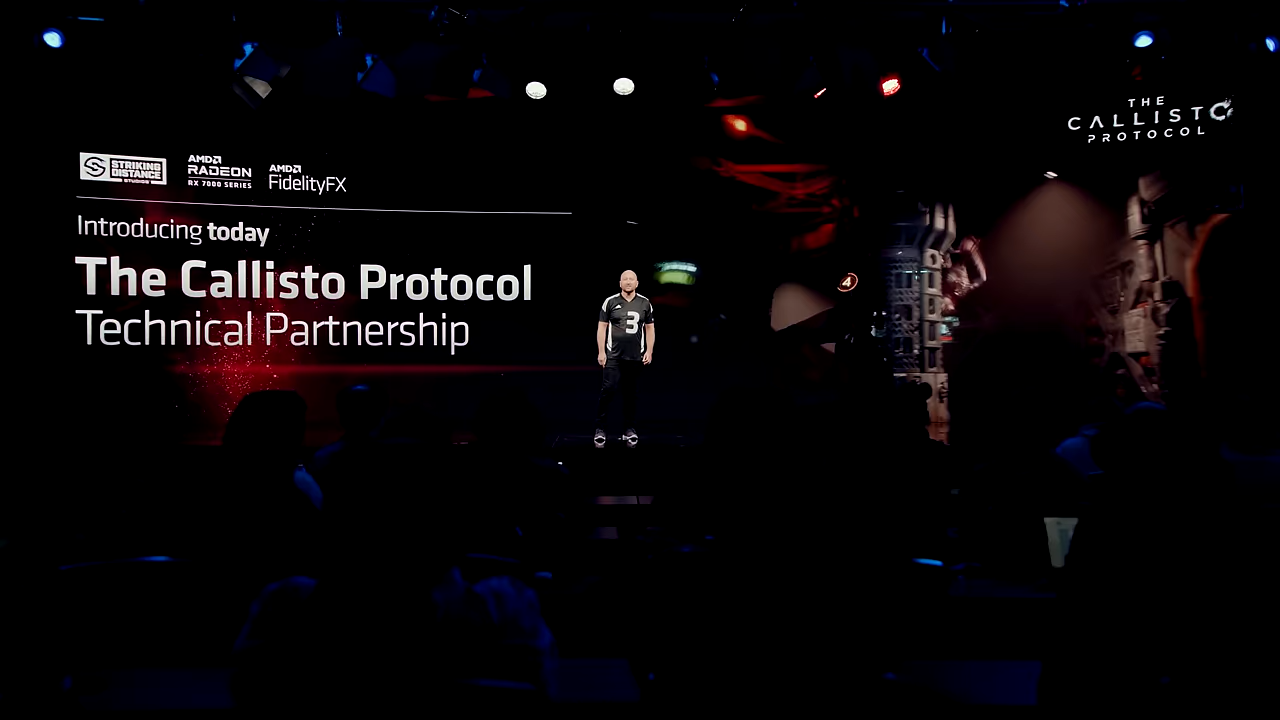 STRIKING
DISTANCE
STUDIOS
AMD
RADEON
RX 7000 SERIES
AMD
FidelityFX
Introducing today
The Callisto Protocol
Technical Partnership
3
4
THE
CALLISTO
PROTOCOL